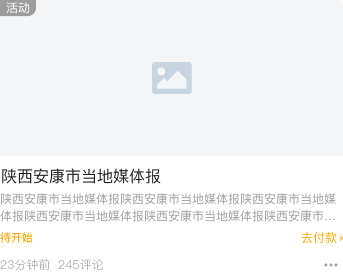 活动
陕西安康市当地媒体报
陕西安康市当地媒体报陕西安康市当地媒体报陕西安康市当地媒
体报陕西安康市当地媒体报陕西安康市当地媒体报陕西安康市...
待开始 去付款
23分钟前 245评论